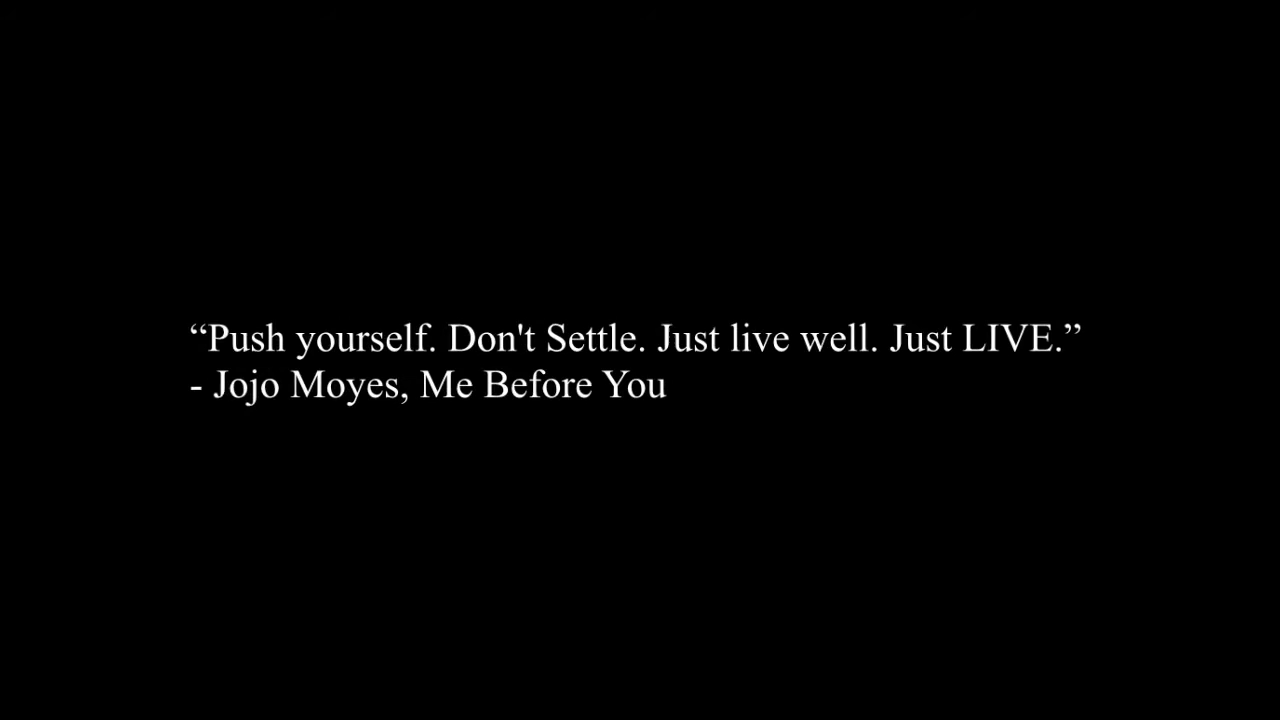 “Push yourself. Don't Settle. Just live well. Just LIVE.”
- Jojo Moyes, Me Before You